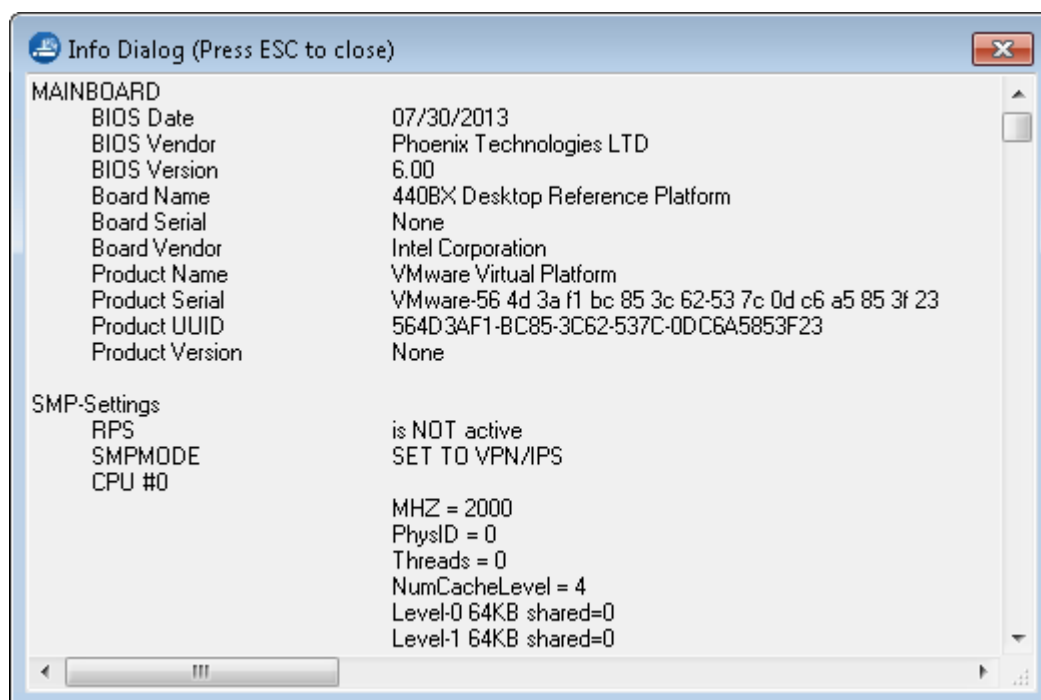 Info Dialog (Press ESC to close)
MAINBOARD
BIOS Date 07/30/2013
BIOS Vendor Phoenix Technologies LTD
BIOS Version 6.00
Board Name 440BX Desktop Reference Platform
Board Serial None
Board Vendor Intel Corporation
Product Name VMware Virtual Platform
Product Serial VMware-56 4d 3a f1 bc 85 3c 62-53 7c 0d c6 a5 85 3f 23
Product UUID 564D3AF1-BC85-3C62-537C-0DC6A5853F23
Product Version None
SMP-Settings
RPS is NOT active
SMPMODE SET TO VPN/IPS
CPU #0
MHZ = 2000
PhysID = 0
Threads = 0
NumCacheLevel = 4
Level-0 64KB shared=0
Level-1 64KB shared=0